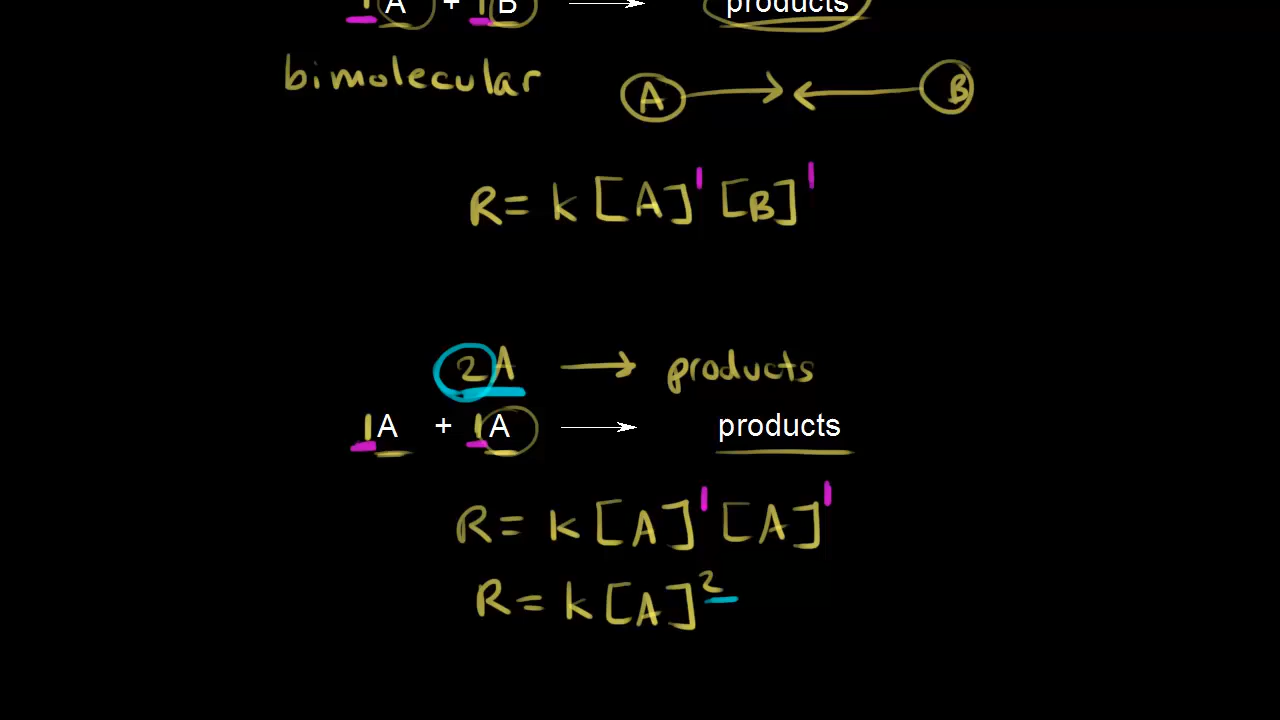 1A + 1B → products
bimolecular A → ← B
R = k [A]¹ [B]¹
2A → products
1A + 1A → products
R = k [A]¹ [A]¹
R = k [A]²